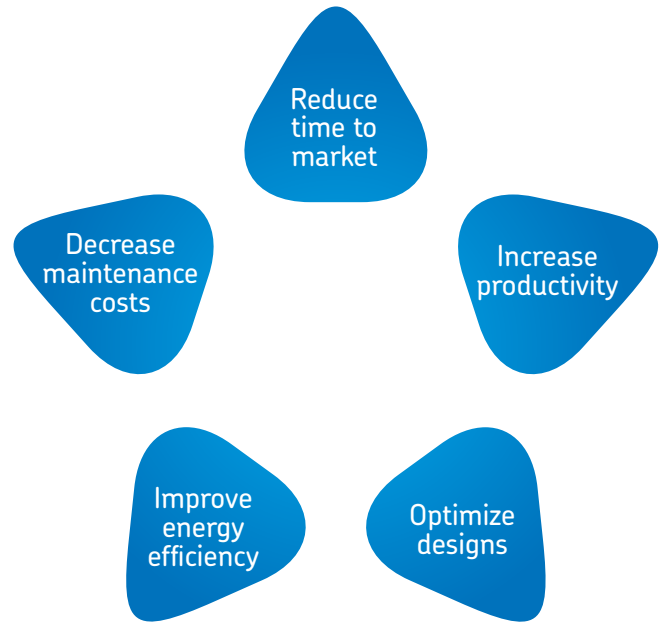 Reduce
time to
market
Increase
productivity
Optimize
designs
Improve
energy
efficiency
Decrease
maintenance
costs